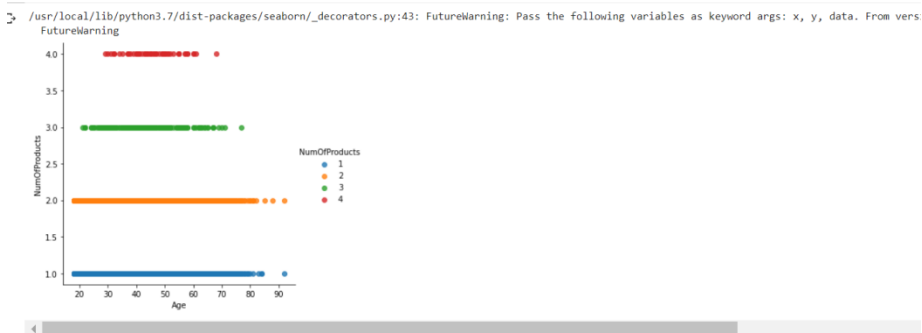 /usr/local/lib/python3.7/dist-packages/seaborn/_decorators.py:43: FutureWarning: Pass the following variables as keyword args: x, y, data. From versi
FutureWarning
4.0
3.5
3.0
2.5
2.0
1.5
1.0
NumOfProducts
20 30 40 50 60 70 80 90
Age
NumOfProducts
1
2
3
4